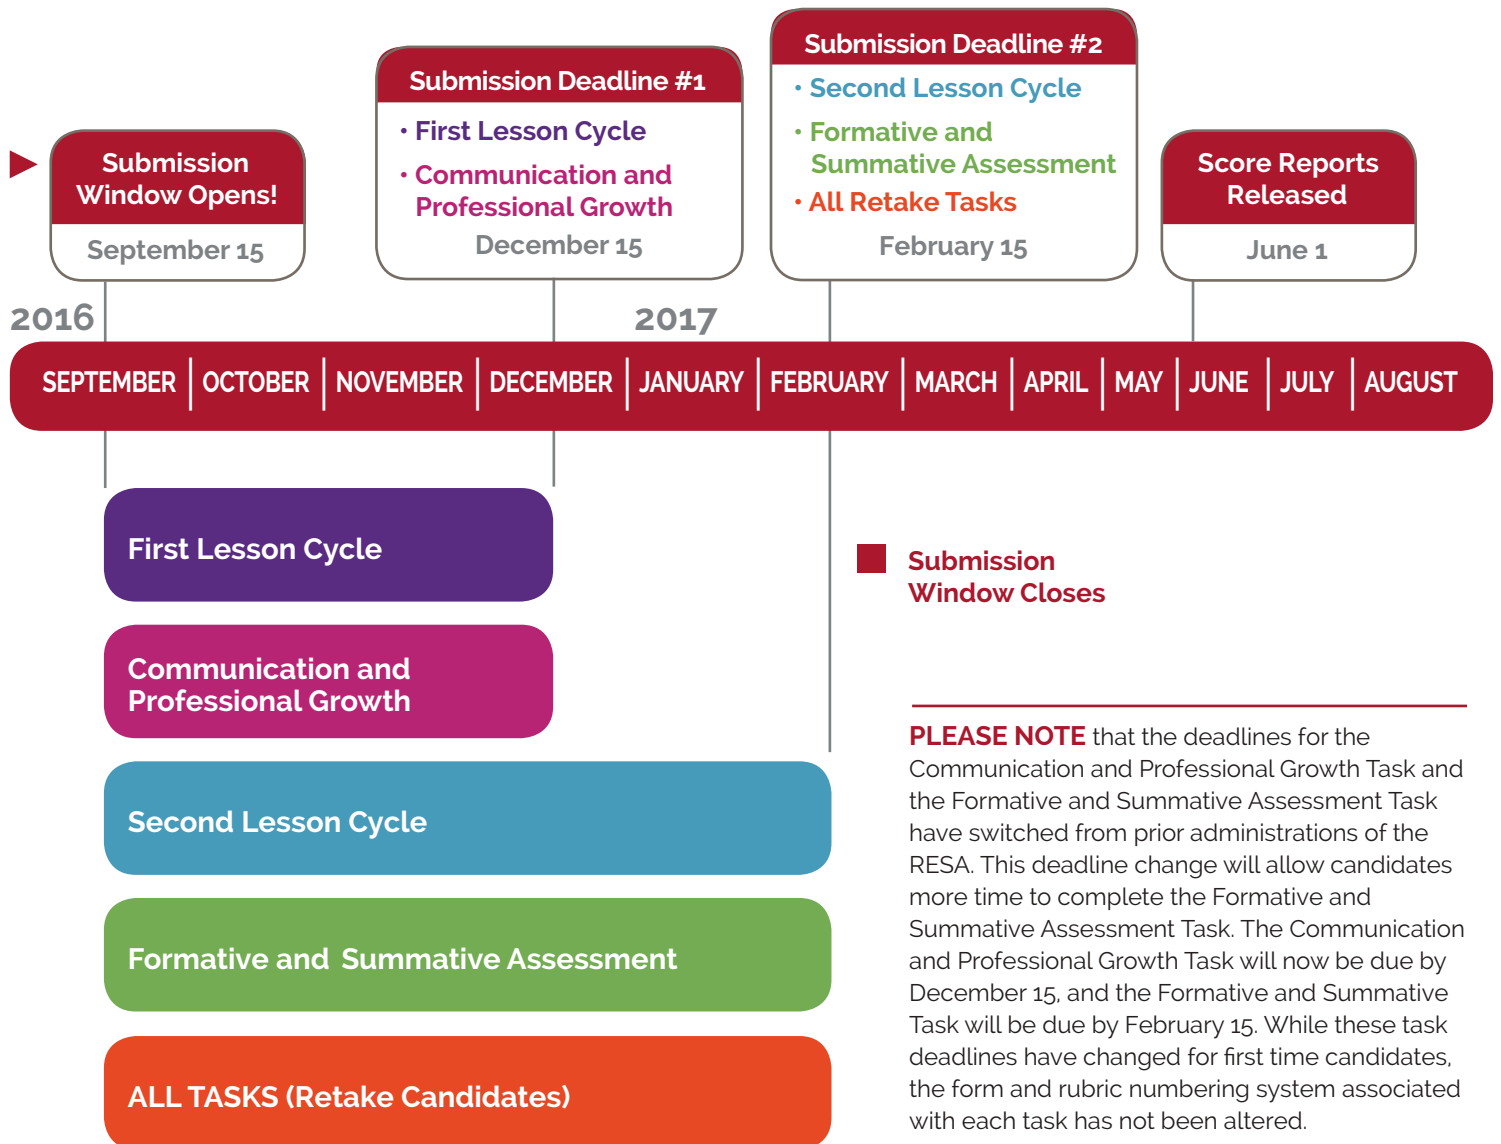 Submission
Window Opens!
September 15
Submission Deadline #1
• First Lesson Cycle
• Communication and
Professional Growth
December 15
Submission Deadline #2
• Second Lesson Cycle
• Formative and
Summative Assessment
• All Retake Tasks
February 15
Score Reports
Released
June 1
2016
2017
SEPTEMBER
OCTOBER
NOVEMBER
DECEMBER
JANUARY
FEBRUARY
MARCH
APRIL
MAY
JUNE
JULY
AUGUST
First Lesson Cycle
Communication and
Professional Growth
Second Lesson Cycle
Formative and Summative Assessment
ALL TASKS (Retake Candidates)
Submission
Window Closes
PLEASE NOTE that the deadlines for the
Communication and Professional Growth Task and
the Formative and Summative Assessment Task
have switched from prior administrations of the
RESA. This deadline change will allow candidates
more time to complete the Formative and
Summative Assessment Task. The Communication
and Professional Growth Task will now be due by
December 15, and the Formative and Summative
Task will be due by February 15. While these task
deadlines have changed for first time candidates,
the form and rubric numbering system associated
with each task has not been altered.